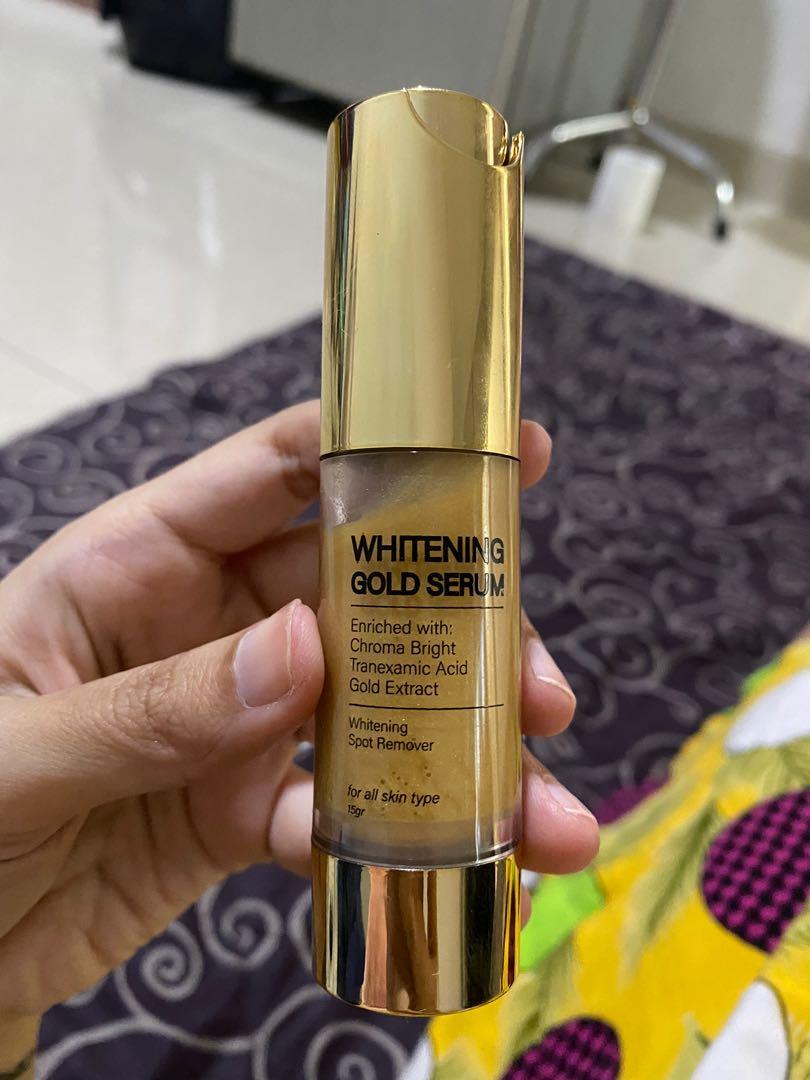 WHITENING
GOLD SERUM
Enriched with:
Chroma Bright
Tranexamic Acid
Gold Extract
Whitening
Spot Remover
for all skin type
15gr